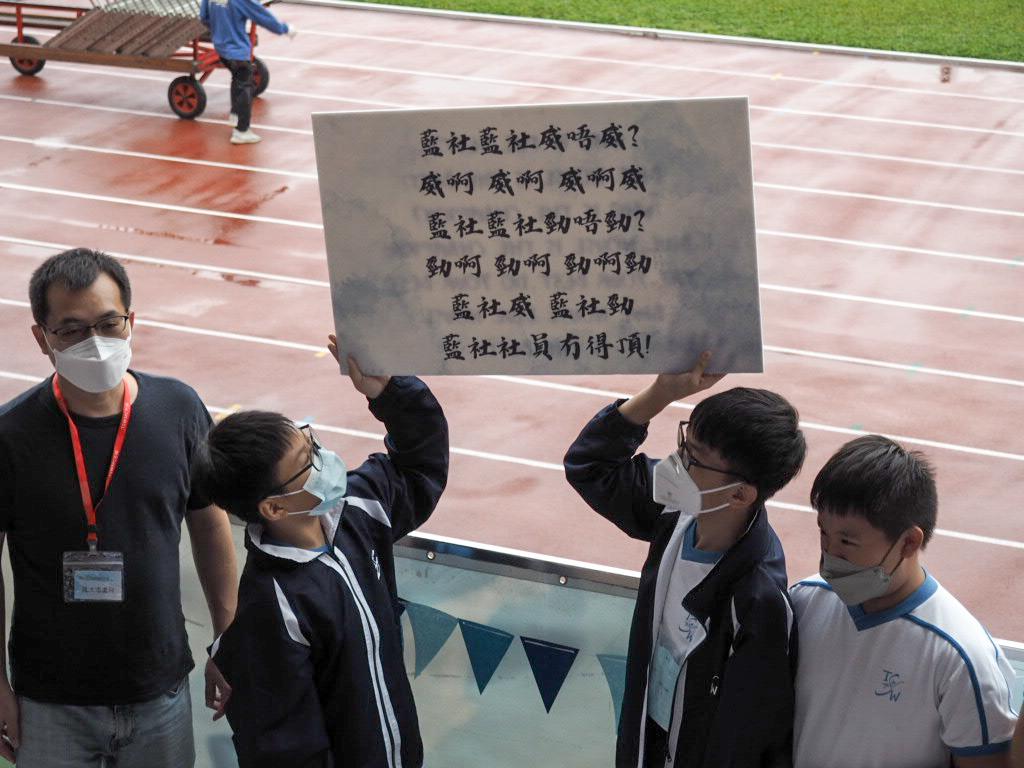 藍社藍社威唔威?
威啊 威啊 威啊威
藍社藍社勁唔勁?
勁啊 勁啊 勁啊勁
藍社威 藍社勁
藍社社員冇得頂!